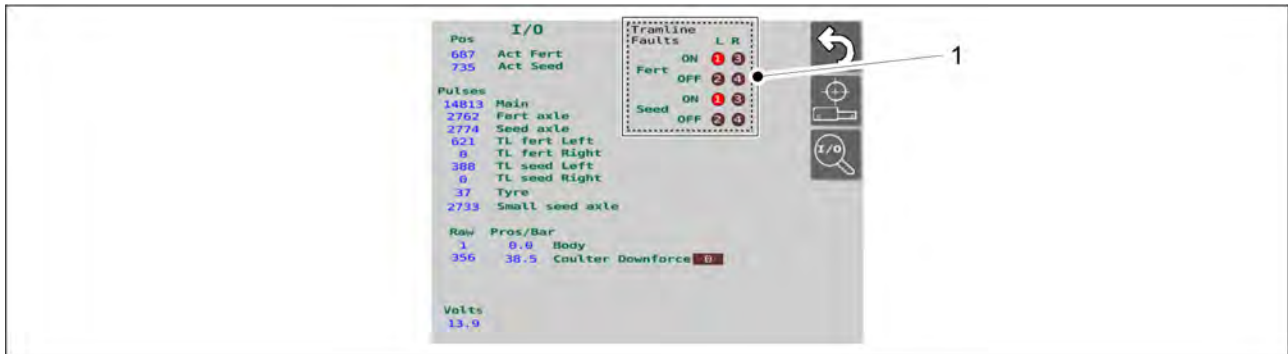 I/O
Pos
687 Act Fert
735 Act Seed
Pulses
14813 Main
2762 Fert axle
2774 Seed axle
621 TL fert Left
0 TL fert Right
388 TL seed Left
0 TL seed Right
37 Tyre
2733 Small seed axle
Raw Pros/Bar
1 0.0 Body
356 38.5 Coulter Downforce 0
Volts
13.9
Tramline
Faults L R
Fert
ON 1 3
OFF 2 4
Seed
ON 1 3
OFF 2 4
I/O
1